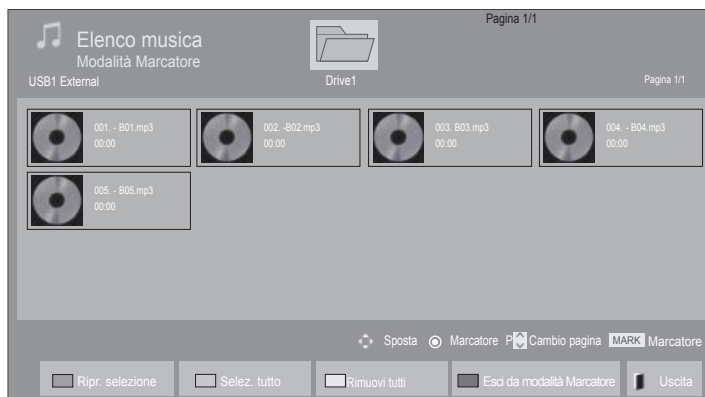 Pagina 1/1
Elenco musica
Modalità Marcatore
USB1 External
Drive1
Pagina 1/1
001. - B01.mp3
00:00
002. -B02.mp3
00:00
003. B03.mp3
00:00
004. - B04.mp3
00:00
005. - B05.mp3
00:00
Sposta Marcatore P Cambio pagina MARK Marcatore
Ripr. selezione Selez. tutto Rimuovi tutti Esci da modalità Marcatore Uscita